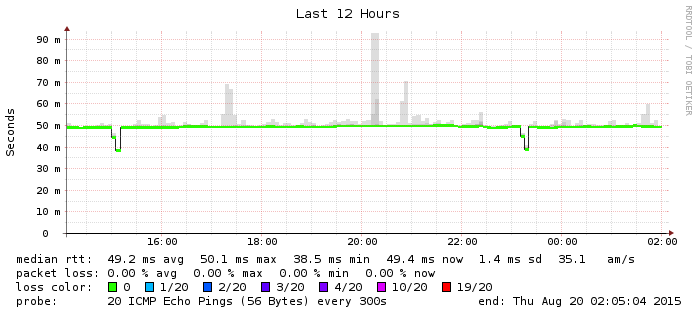 Last 12 Hours
RRDTOOL / TOBI OETIKER
Seconds
90 m
80 m
70 m
60 m
50 m
40 m
30 m
20 m
10 m
0
16:00 18:00 20:00 22:00 00:00 02:00
median rtt: 49.2 ms avg 50.1 ms max 38.5 ms min 49.4 ms now 1.4 ms sd 35.1 am/s
packet loss: 0.00 % avg 0.00 % max 0.00 % min 0.00 % now
loss color: 0 1/20 2/20 3/20 4/20 10/20 19/20
probe: 20 ICMP Echo Pings (56 Bytes) every 300s end: Thu Aug 20 02:05:04 2015